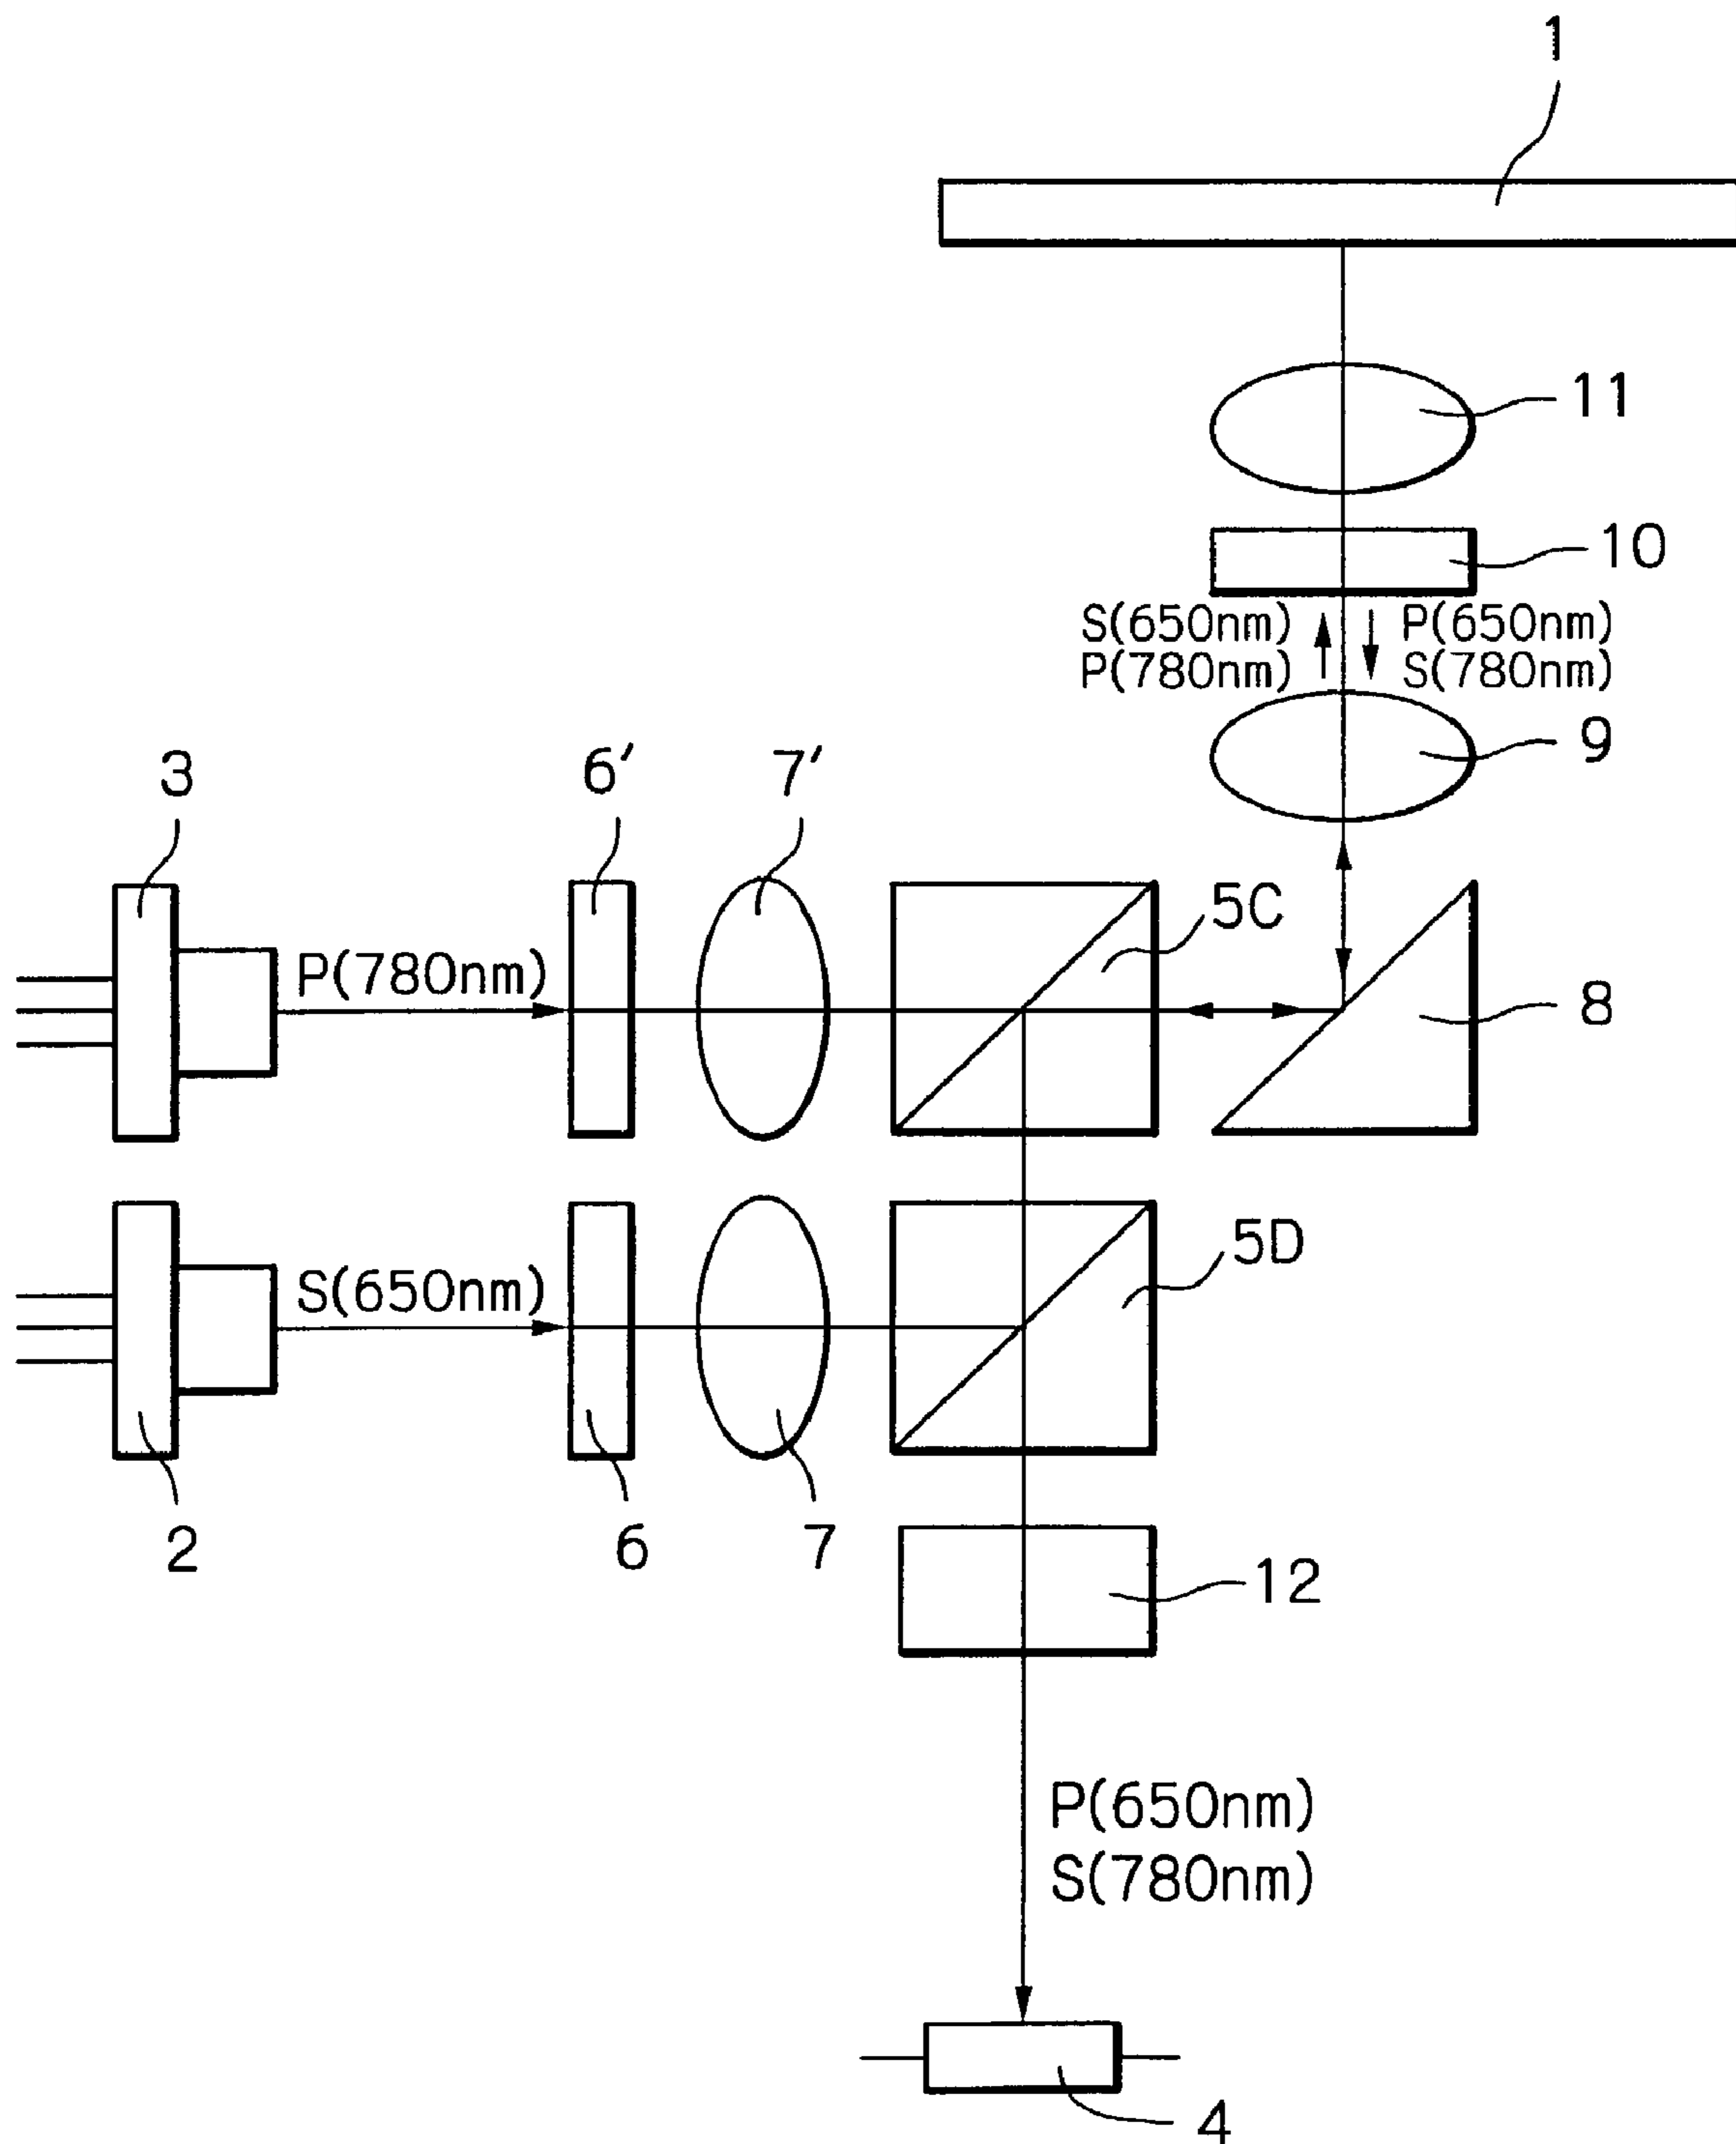 1
11
10
S(650nm) P(650nm)
P(780nm) S(780nm)
9
3
6'
7'
5C
P(780nm)
8
5D
S(650nm)
2
6
7
12
P(650nm)
S(780nm)
4